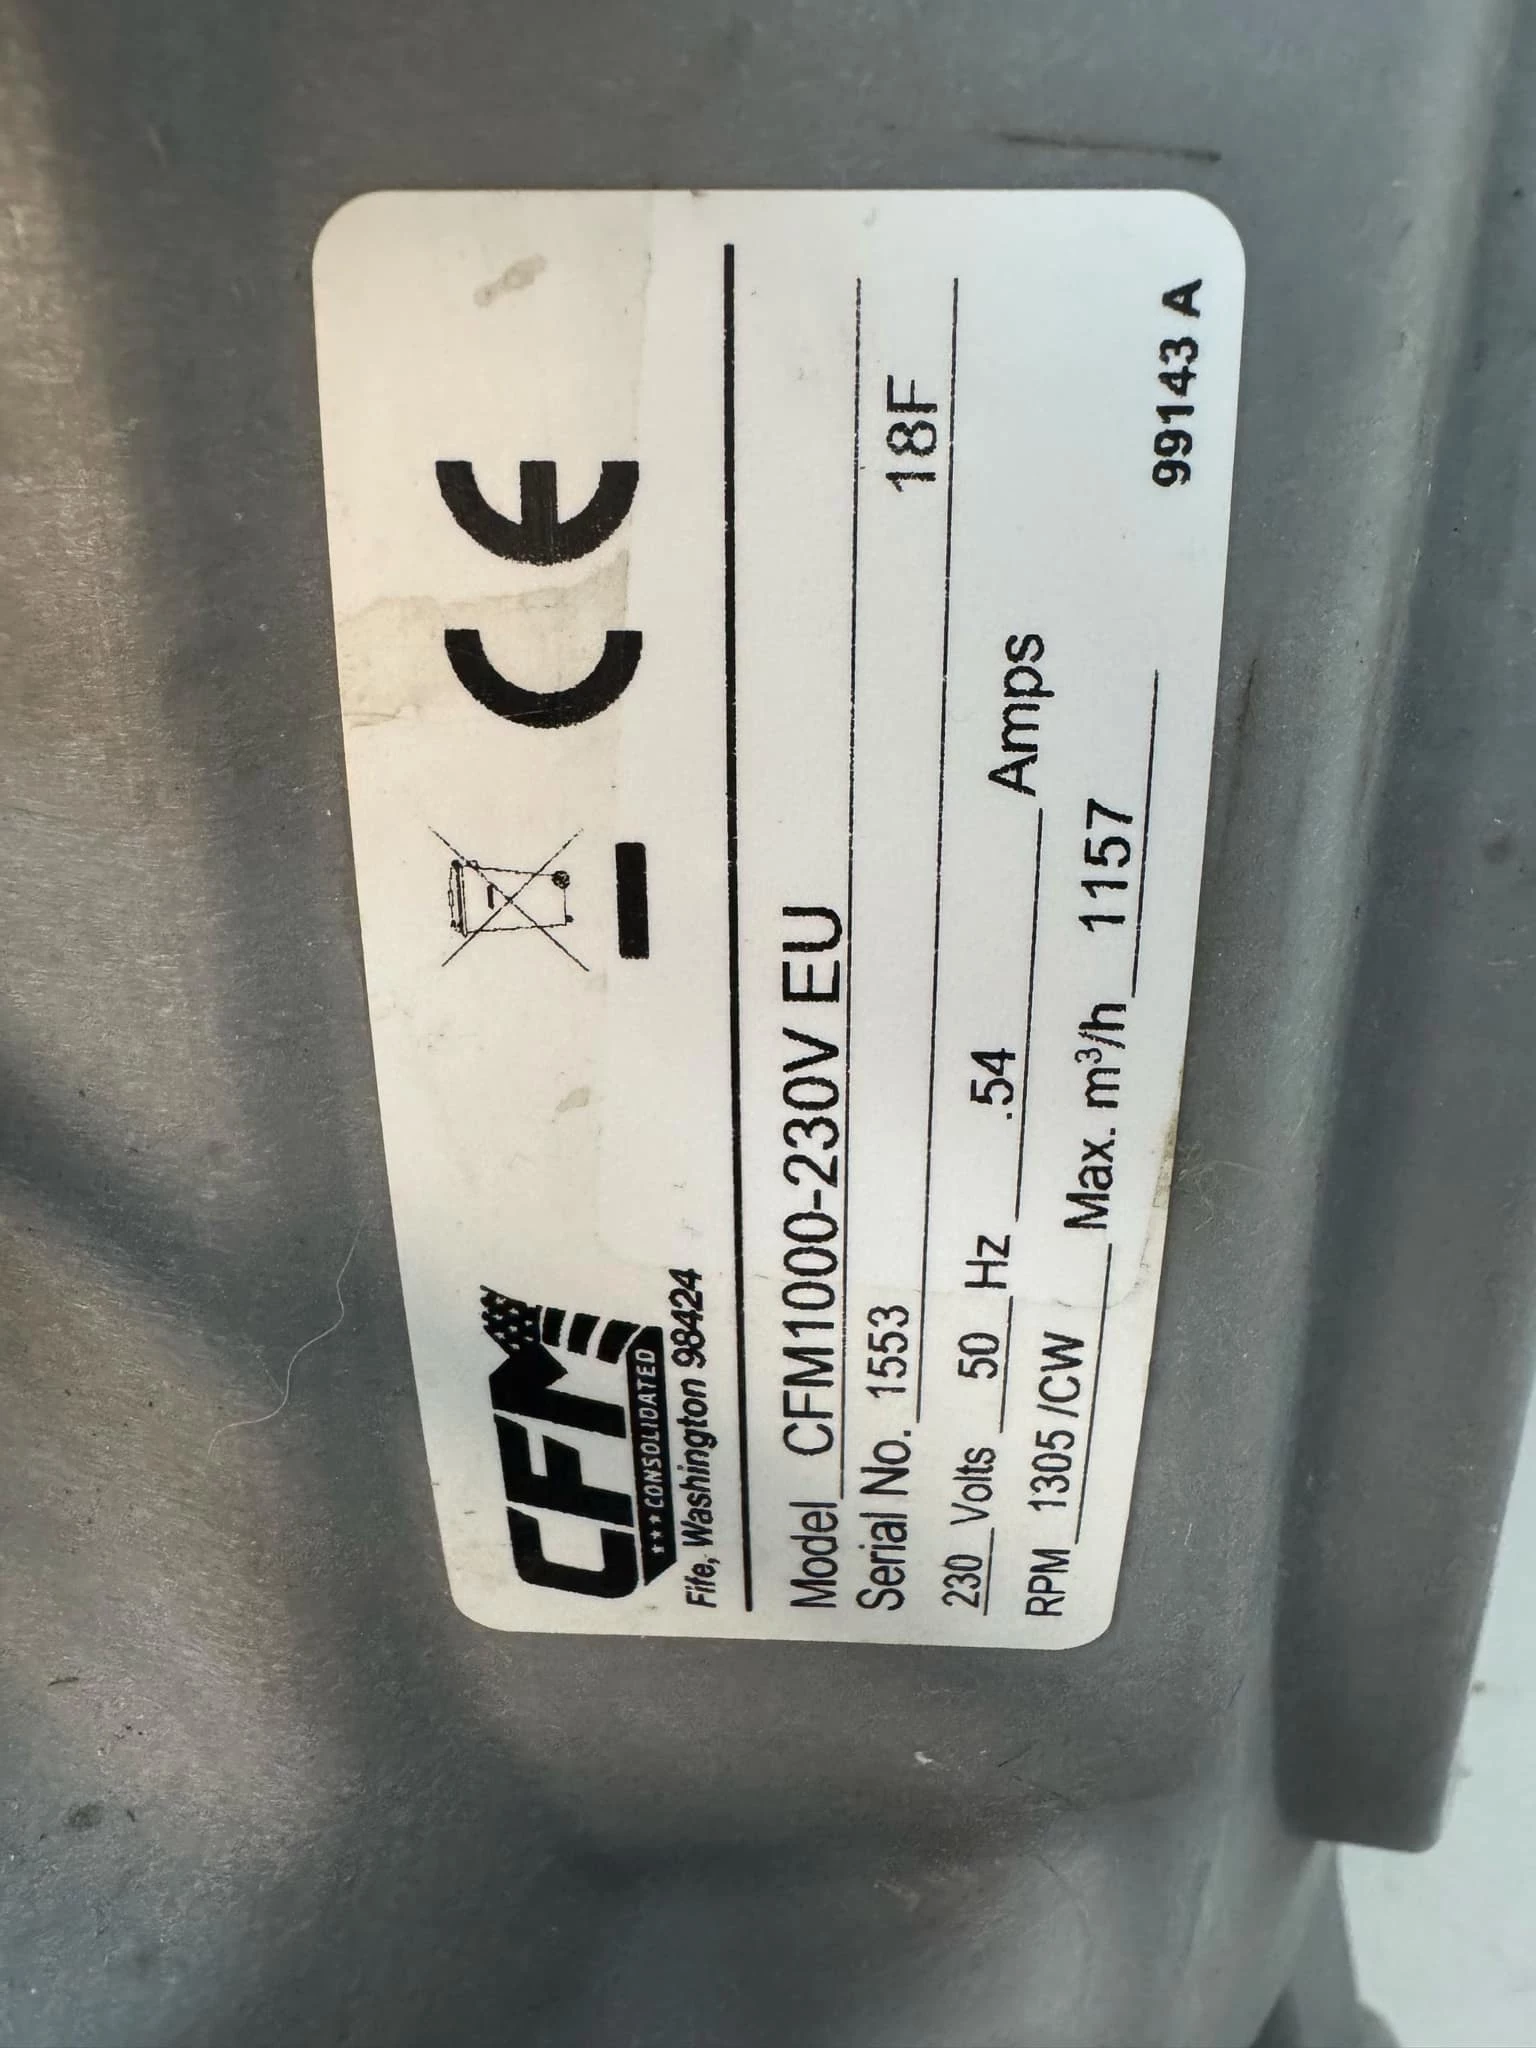 CFM
CONSOLIDATED
Fife, Washington 98424
CE
Model CFM1000-230V EU
Serial No. 1553 18F
230 Volts 50 Hz .54 Amps
RPM 1305 /CW Max. m³/h 1157
99143 A